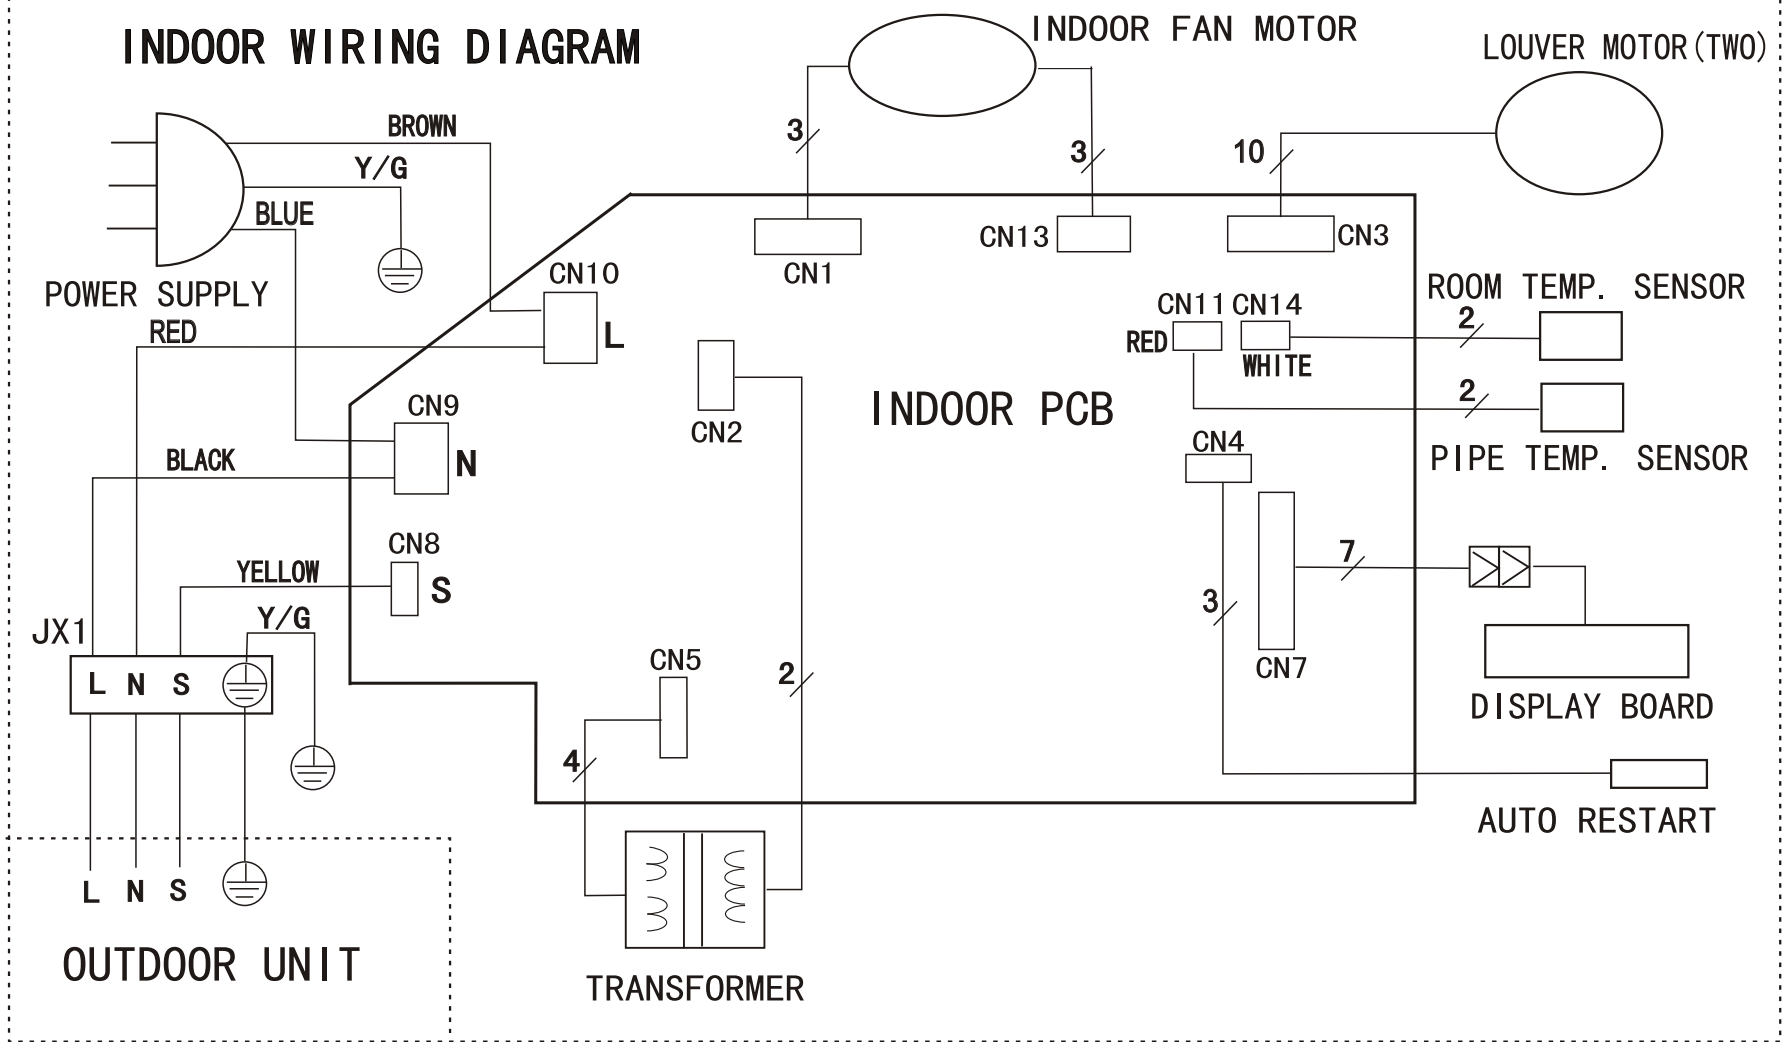 INDOOR WIRING DIAGRAM
INDOOR FAN MOTOR
LOUVER MOTOR(TWO)
BROWN
Y/G
BLUE
POWER SUPPLY
3
3
10
CN1
CN13
CN3
CN10
L
RED
ROOM TEMP. SENSOR
CN11
CN14
RED
WHITE
2
2
PIPE TEMP. SENSOR
CN2
INDOOR PCB
CN9
N
BLACK
CN4
CN8
S
YELLOW
7
3
Y/G
JX1
L N S
CN5
2
CN7
DISPLAY BOARD
4
AUTO RESTART
L N S
OUTDOOR UNIT
TRANSFORMER